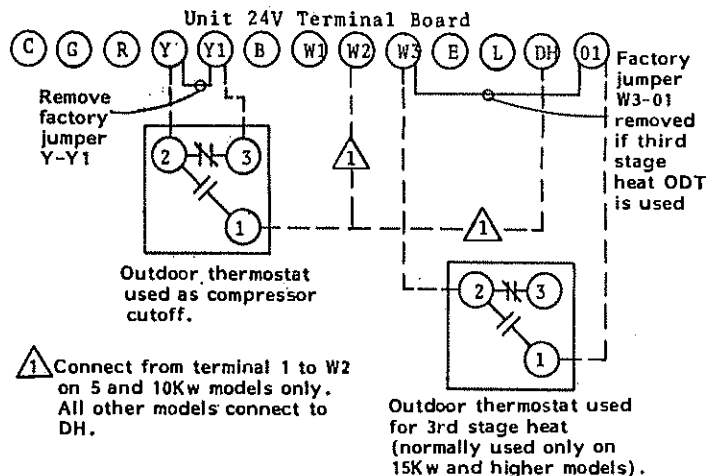 Unit 24V Terminal Board
C G R Y Y1 B W1 W2 W3 E L DH 01
Remove
factory
jumper
Y-Y1
Factory
jumper
W3-01
removed
if third
stage
heat ODT
is used
2 3
1
1
1
Outdoor thermostat
used as compressor
cutoff.
2 3
1
1 Connect from terminal 1 to W2
on 5 and 10Kw models only.
All other models connect to
DH.
Outdoor thermostat used
for 3rd stage heat
(normally used only on
15Kw and higher models).